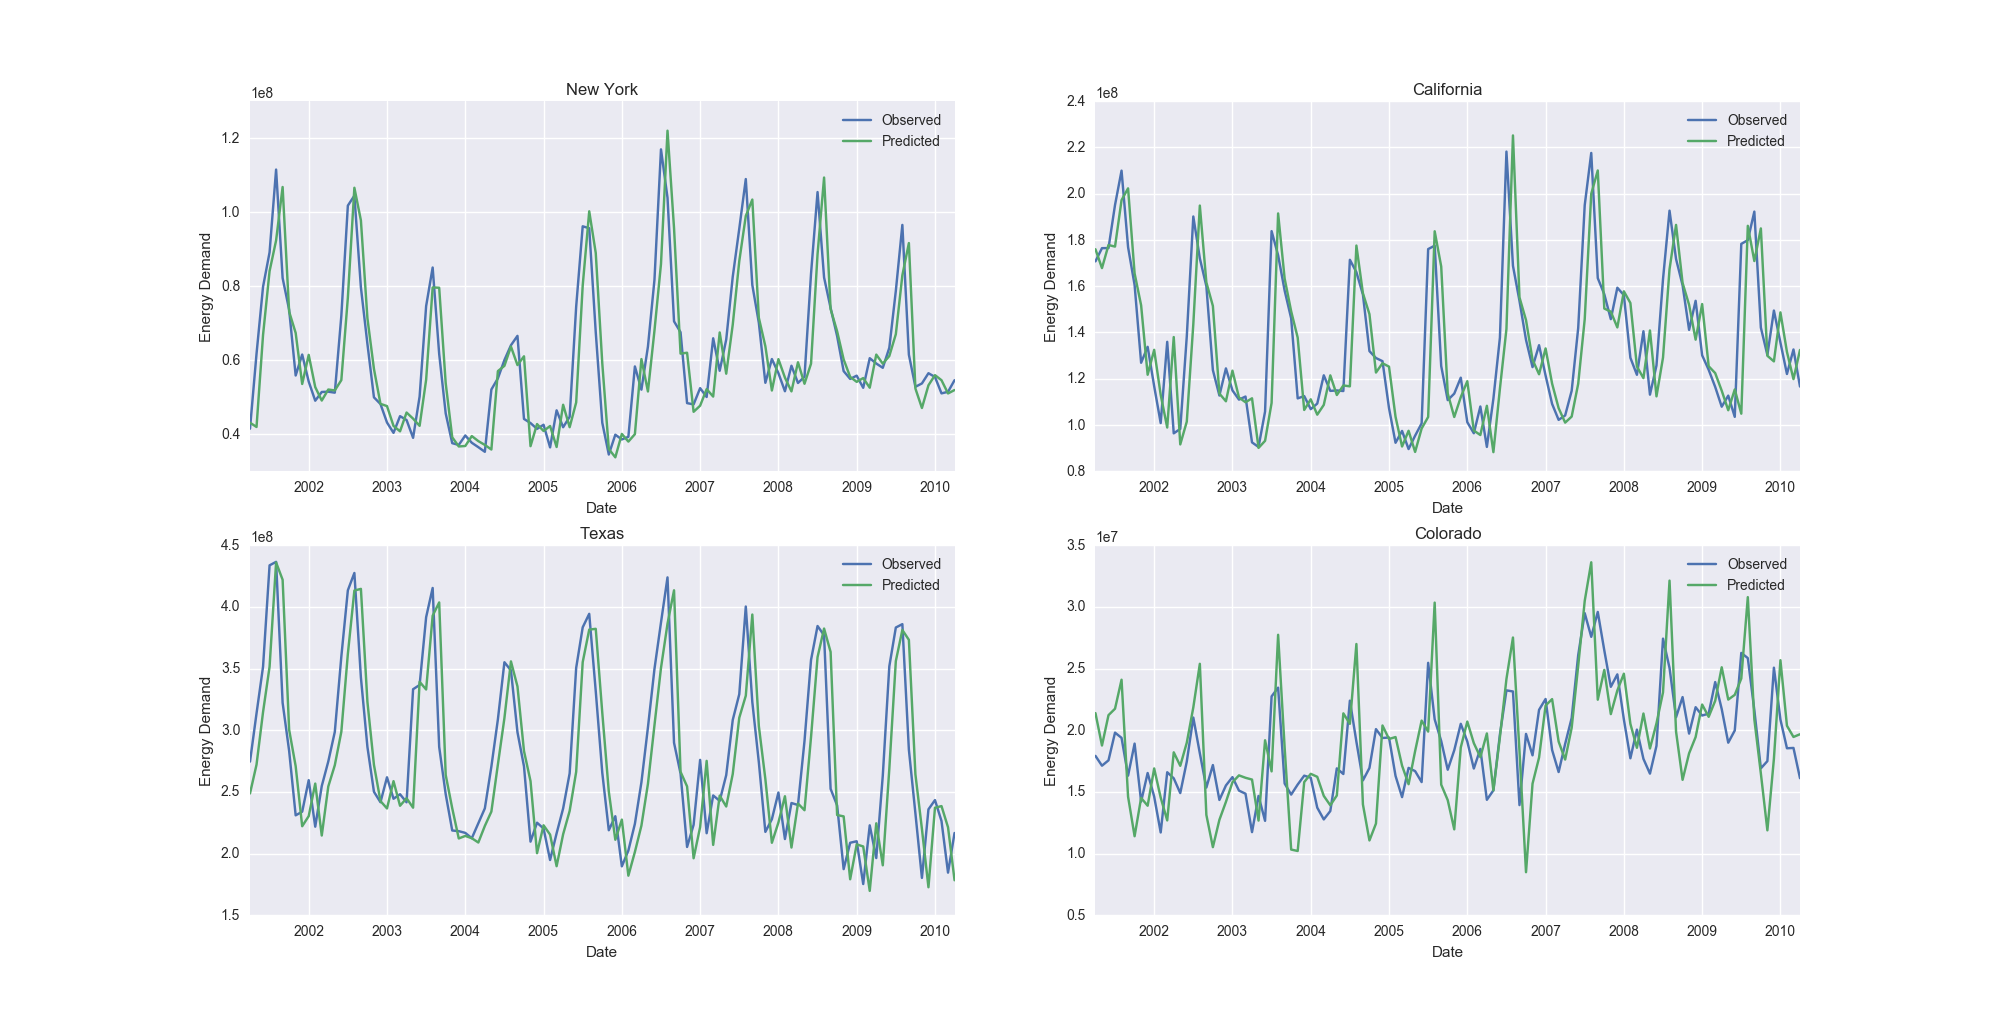 New York
1e8
Observed
Predicted
1.2
1.0
0.8
0.6
0.4
Energy Demand
2002 2003 2004 2005 2006 2007 2008 2009 2010
Date
California
1e8
Observed
Predicted
2.4
2.2
2.0
1.8
1.6
1.4
1.2
1.0
0.8
Energy Demand
2002 2003 2004 2005 2006 2007 2008 2009 2010
Date
Texas
1e8
Observed
Predicted
4.5
4.0
3.5
3.0
2.5
2.0
1.5
Energy Demand
2002 2003 2004 2005 2006 2007 2008 2009 2010
Date
Colorado
1e7
Observed
Predicted
3.5
3.0
2.5
2.0
1.5
1.0
0.5
Energy Demand
2002 2003 2004 2005 2006 2007 2008 2009 2010
Date